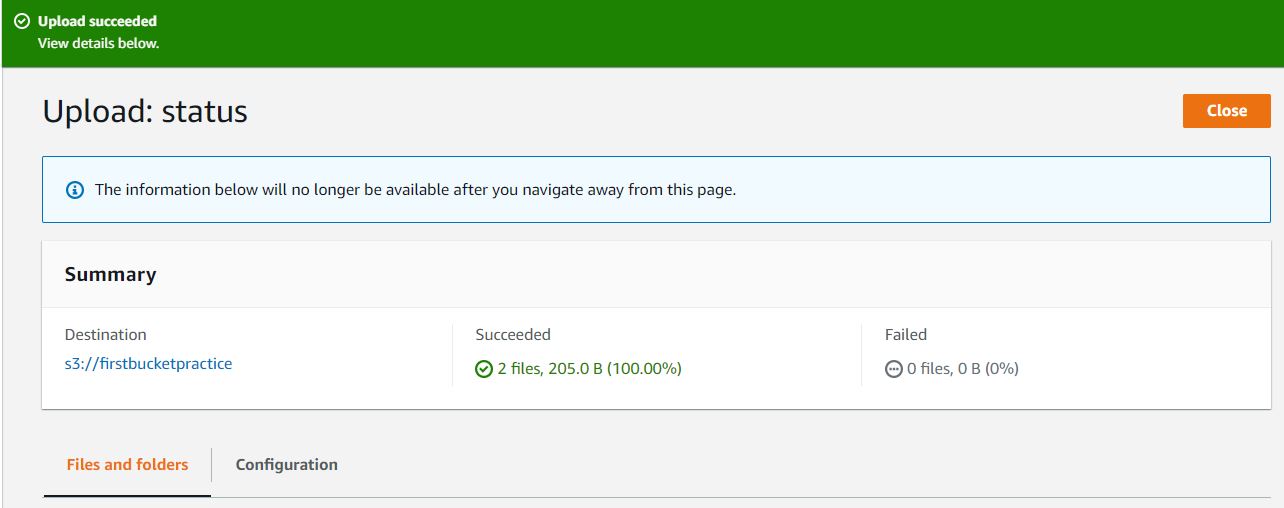 Upload succeeded
View details below.
Upload: status
Close
The information below will no longer be available after you navigate away from this page.
Summary
Destination
s3://firstbucketpractice
Succeeded
2 files, 205.0 B (100.00%)
Failed
0 files, 0 B (0%)
Files and folders
Configuration